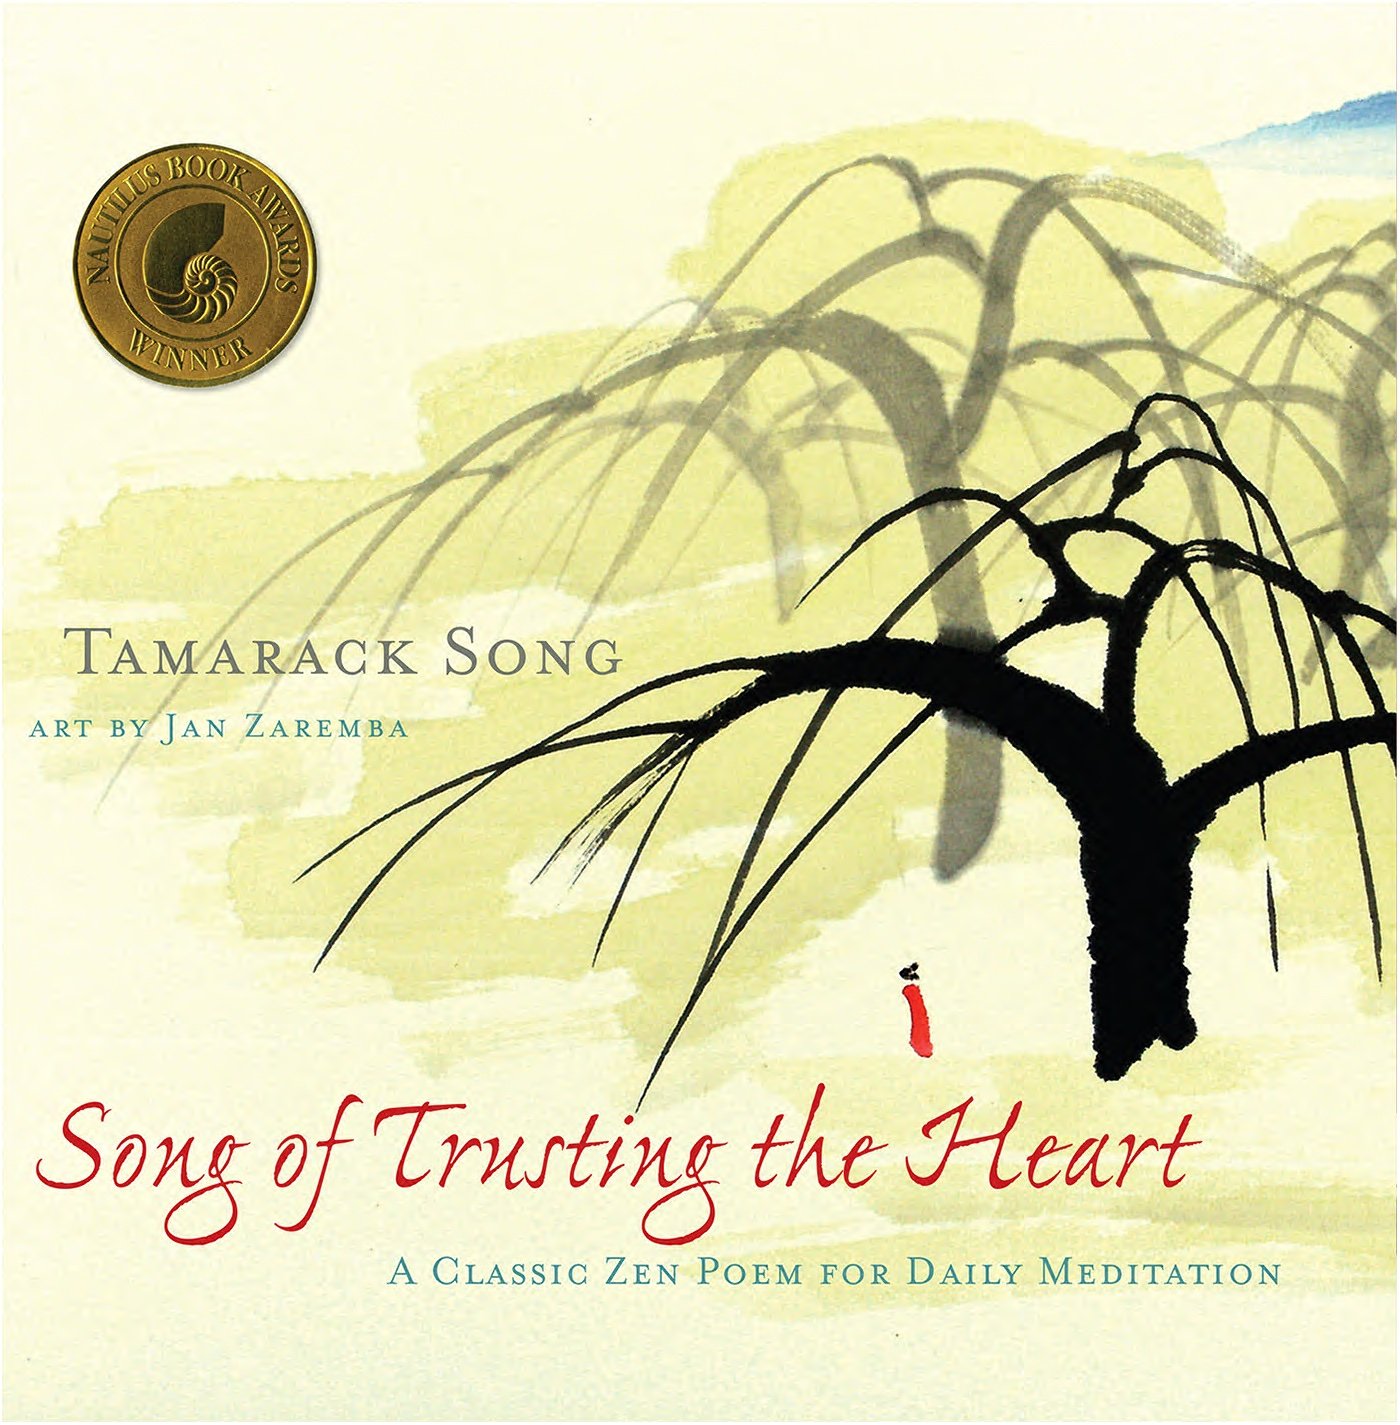 NAUTILUS BOOK AWARDS
WINNER
TAMARACK SONG
ART BY JAN ZAREMBA
Song of Trusting the Heart
A CLASSIC ZEN POEM FOR DAILY MEDITATION